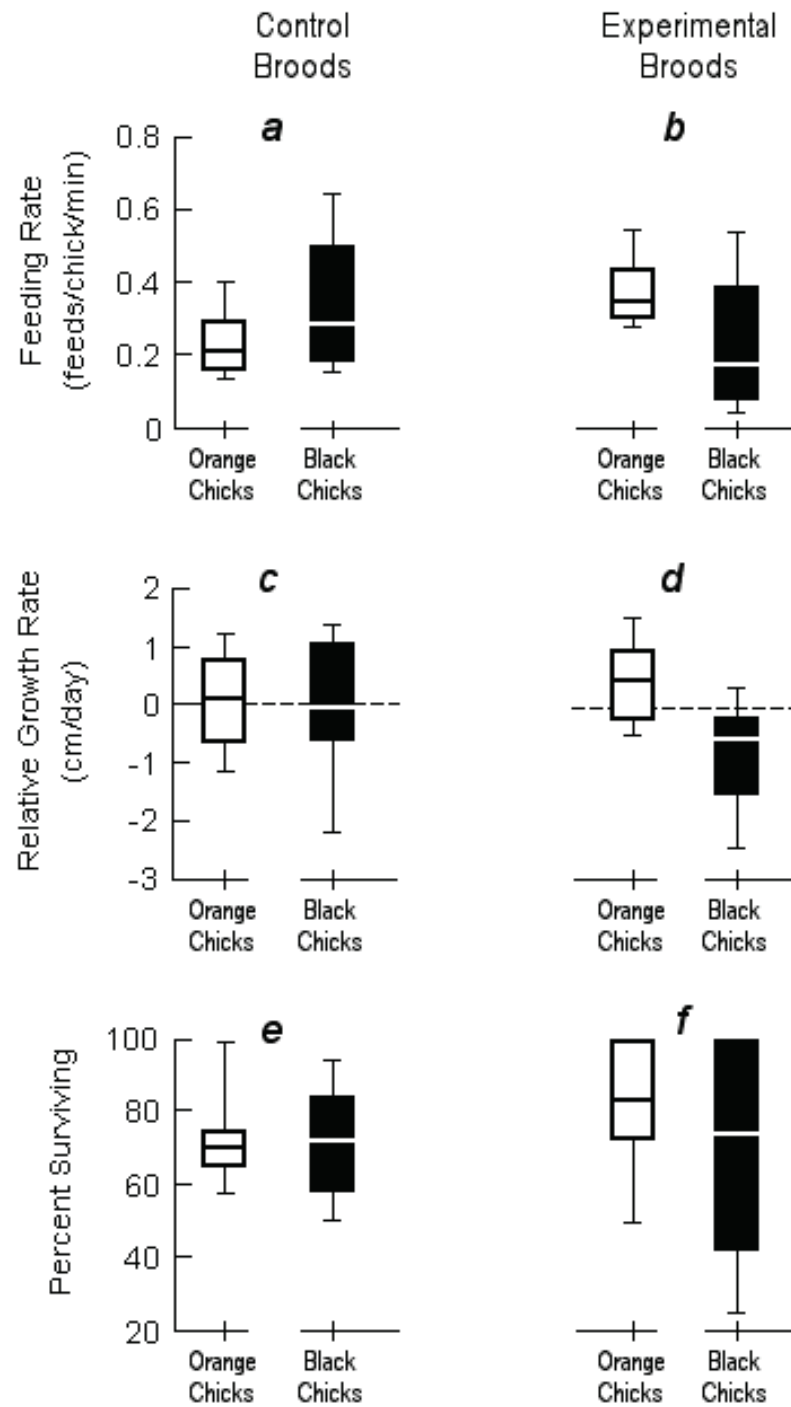 Control
Broods
Experimental
Broods
a
b
Feeding Rate
(feeds/chick/min)
0.8
0.6
0.4
0.2
0
Orange
Chicks
Black
Chicks
Orange
Chicks
Black
Chicks
c
d
Relative Growth Rate
(cm/day)
2
1
0
-1
-2
-3
Orange
Chicks
Black
Chicks
Orange
Chicks
Black
Chicks
e
f
Percent Surviving
100
80
60
40
20
Orange
Chicks
Black
Chicks
Orange
Chicks
Black
Chicks